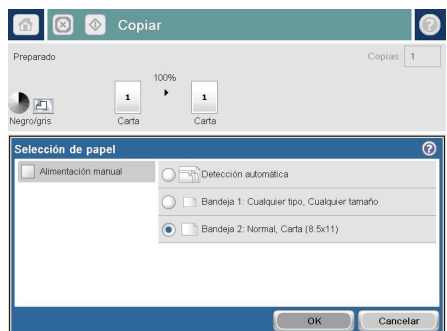 Copiar
Preparado
Copias: 1
100%
1 1
Negro/gris Carta Carta
Selección de papel
Alimentación manual
Detección automática
Bandeja 1: Cualquier tipo, Cualquier tamaño
Bandeja 2: Normal, Carta (8.5x11)
OK Cancelar